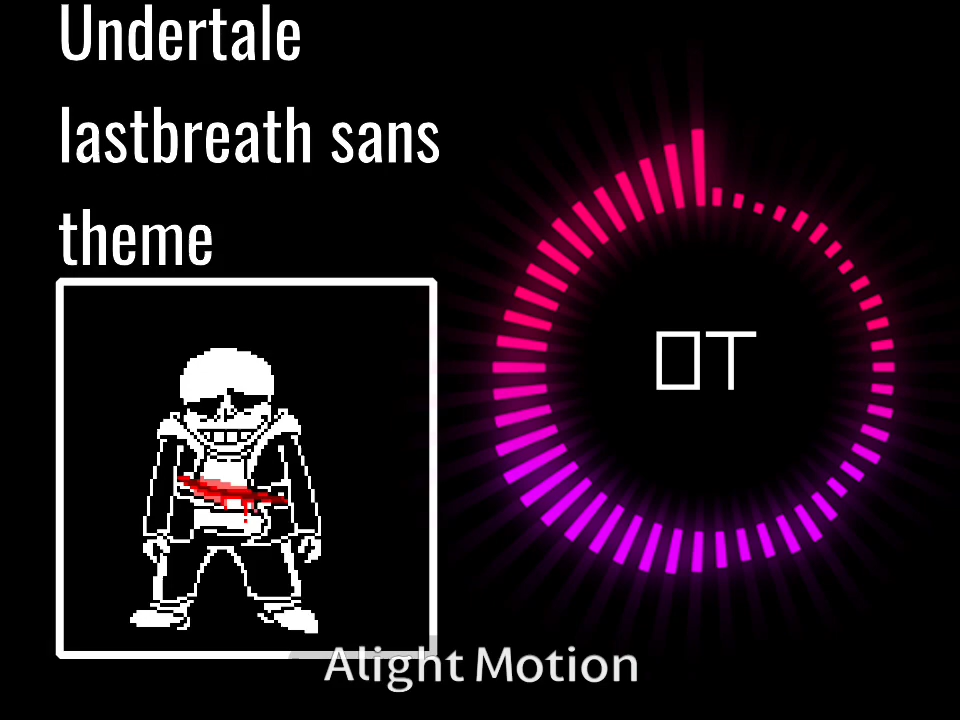 Undertale
lastbreath sans
theme
▯T
Alight Motion